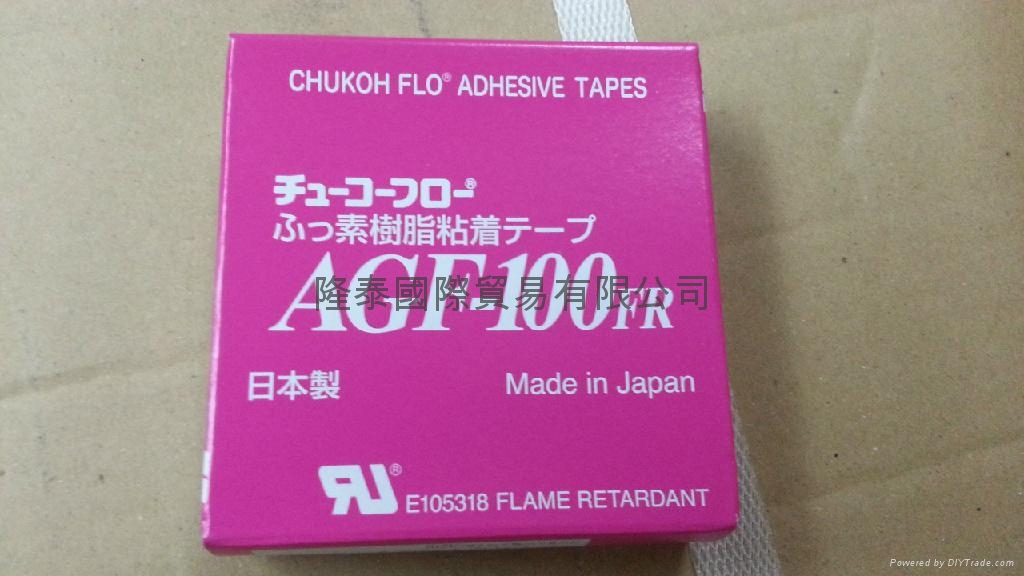 CHUKOH FLO® ADHESIVE TAPES
チューコーフロー®
ふっ素樹脂粘着テープ
AGF-100FR
隆泰國際貿易有限公司
日本製 Made in Japan
RU® E105318 FLAME RETARDANT
Powered by DIYTrade.com